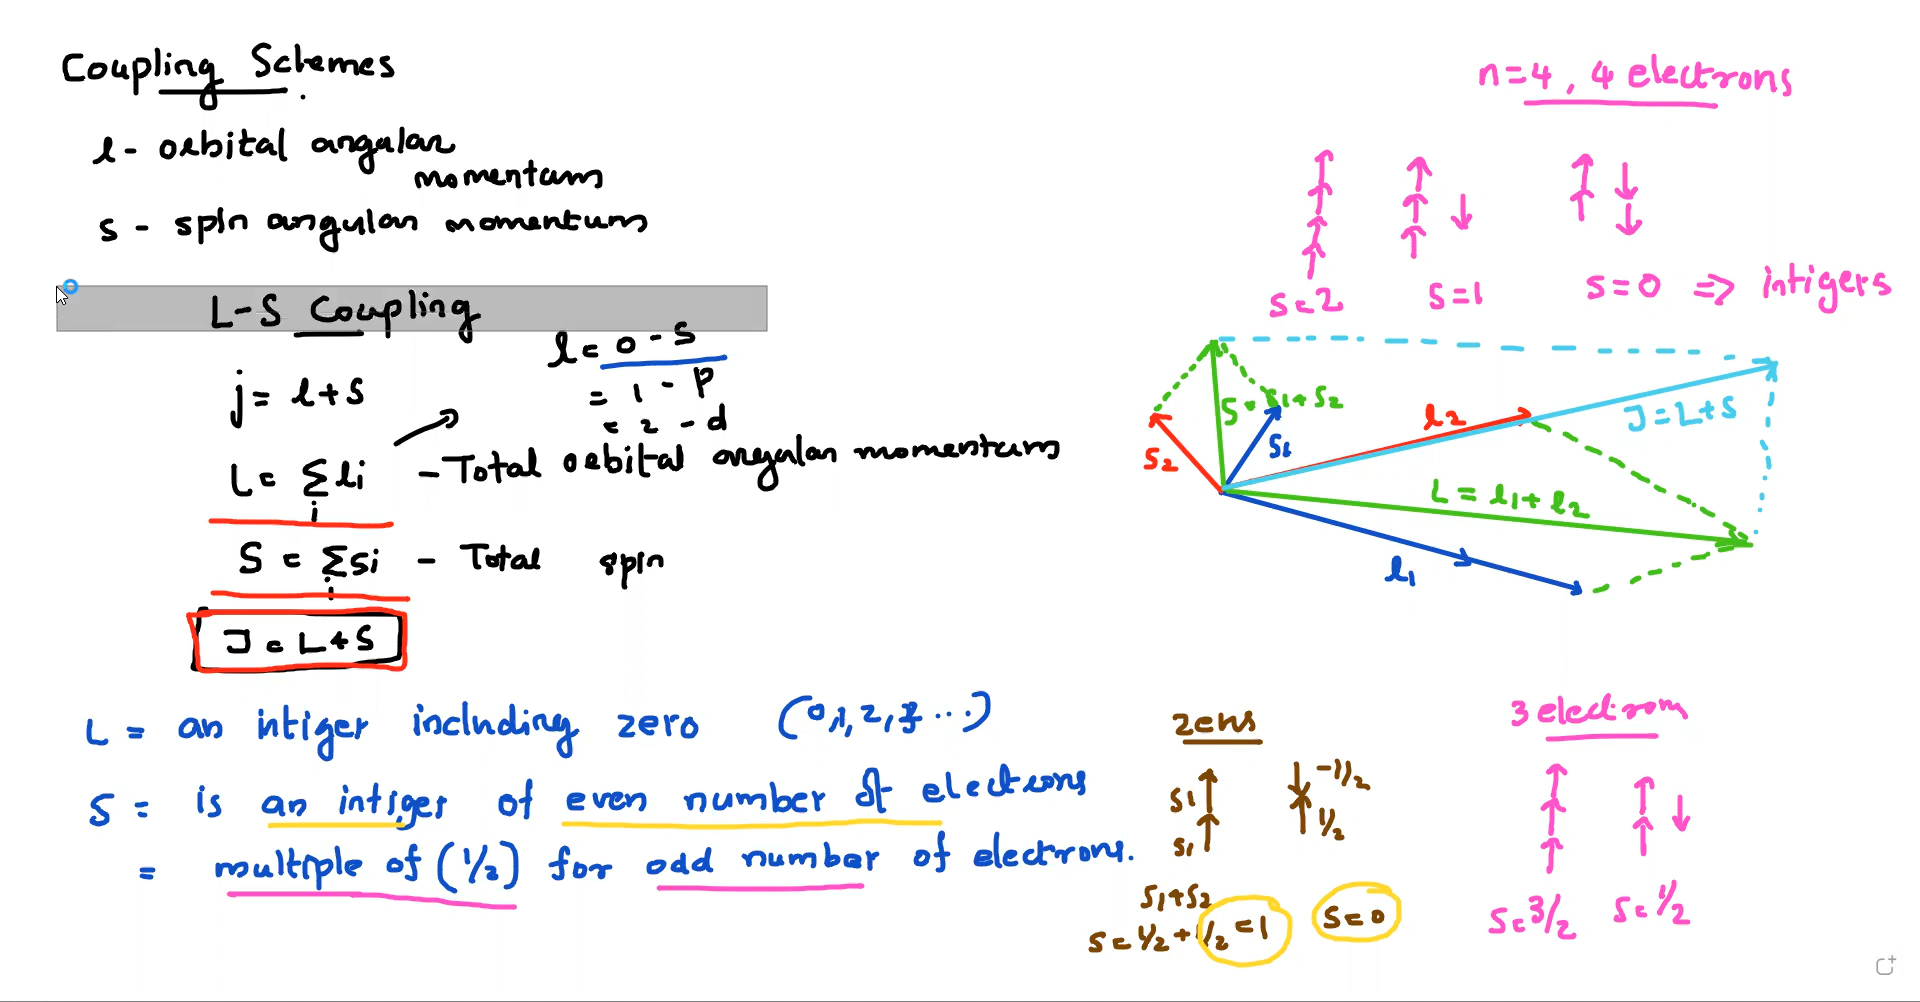 Coupling Schemes
l - orbital angular
momentum
s - spin angular momentum
L-S Coupling
l = 0 - s
= 1 - p
= 2 - d
j = l+s
L = Σ li - Total orbital angular momentum
i
S = Σ si - Total spin
i
J = L+S
L = an intiger including zero (0,1,2,3...)
S = is an intiger of even number of electrons
= multiple of (1/2) for odd number of electrons.
n=4, 4 electrons
S=2 S=1 S=0 => intigers
S=S1+S2
S2
S1
l2
J=L+S
L = l1+l2
l1
2 ens
S1
S1
-1/2
1/2
S1+S2
S=1/2+1/2=1
S=0
3 electrom
S=3/2 S=1/2